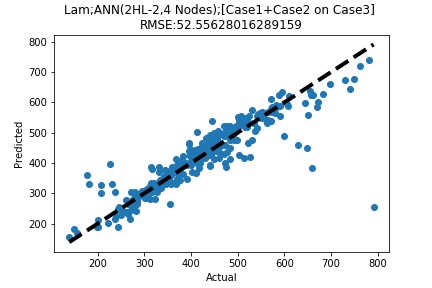 Lam;ANN(2HL-2,4 Nodes);[Case1+Case2 on Case3]
RMSE:52.55628016289159
800
700
600
500
400
300
200
Predicted
200 300 400 500 600 700 800
Actual